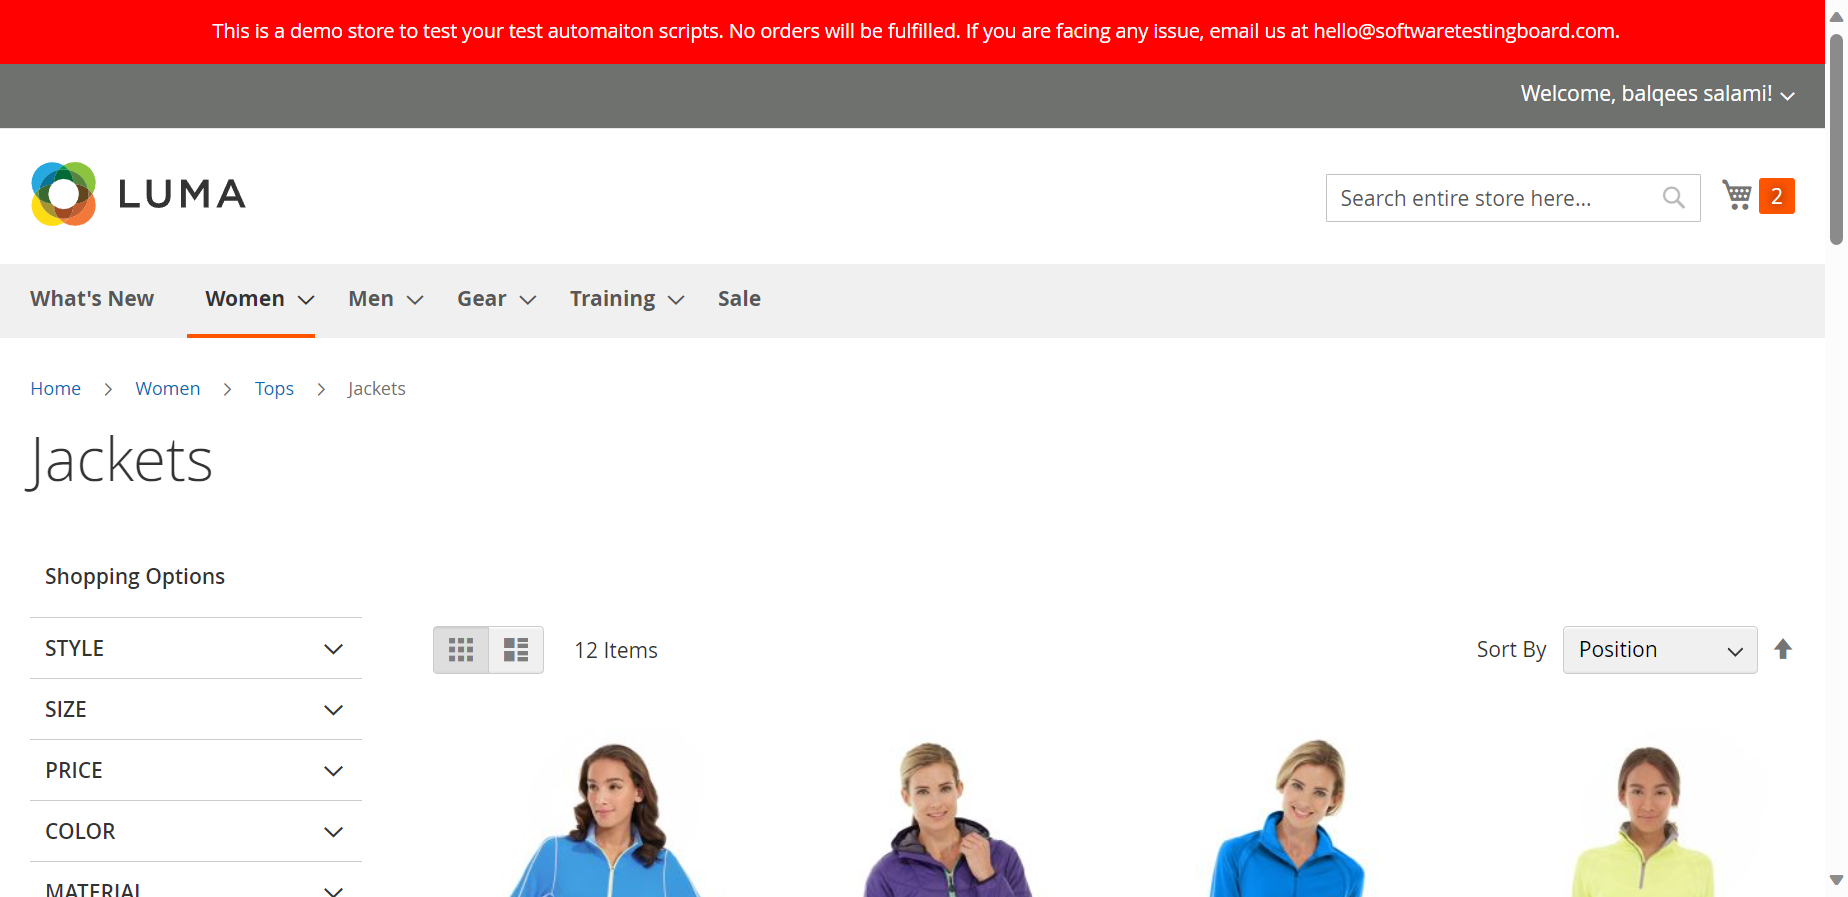 This is a demo store to test your test automaiton scripts. No orders will be fulfilled. If you are facing any issue, email us at hello@softwaretestingboard.com.
Welcome, balqees salami!
LUMA
Search entire store here...
2
What's New Women Men Gear Training Sale
Home Women Tops Jackets
Jackets
Shopping Options
STYLE
12 Items
Sort By Position
SIZE
PRICE
COLOR
MATERIAL